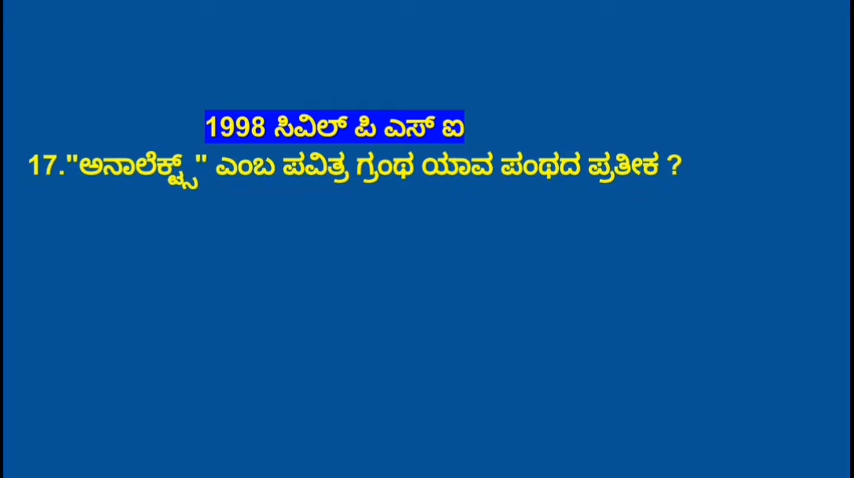 1998 ಸಿವಿಲ್ ಪಿ ಎಸ್ ಐ
17."ಅನಾಲೆಕ್ಟ್ಸ್" ಎಂಬ ಪವಿತ್ರ ಗ್ರಂಥ ಯಾವ ಪಂಥದ ಪ್ರತೀಕ ?